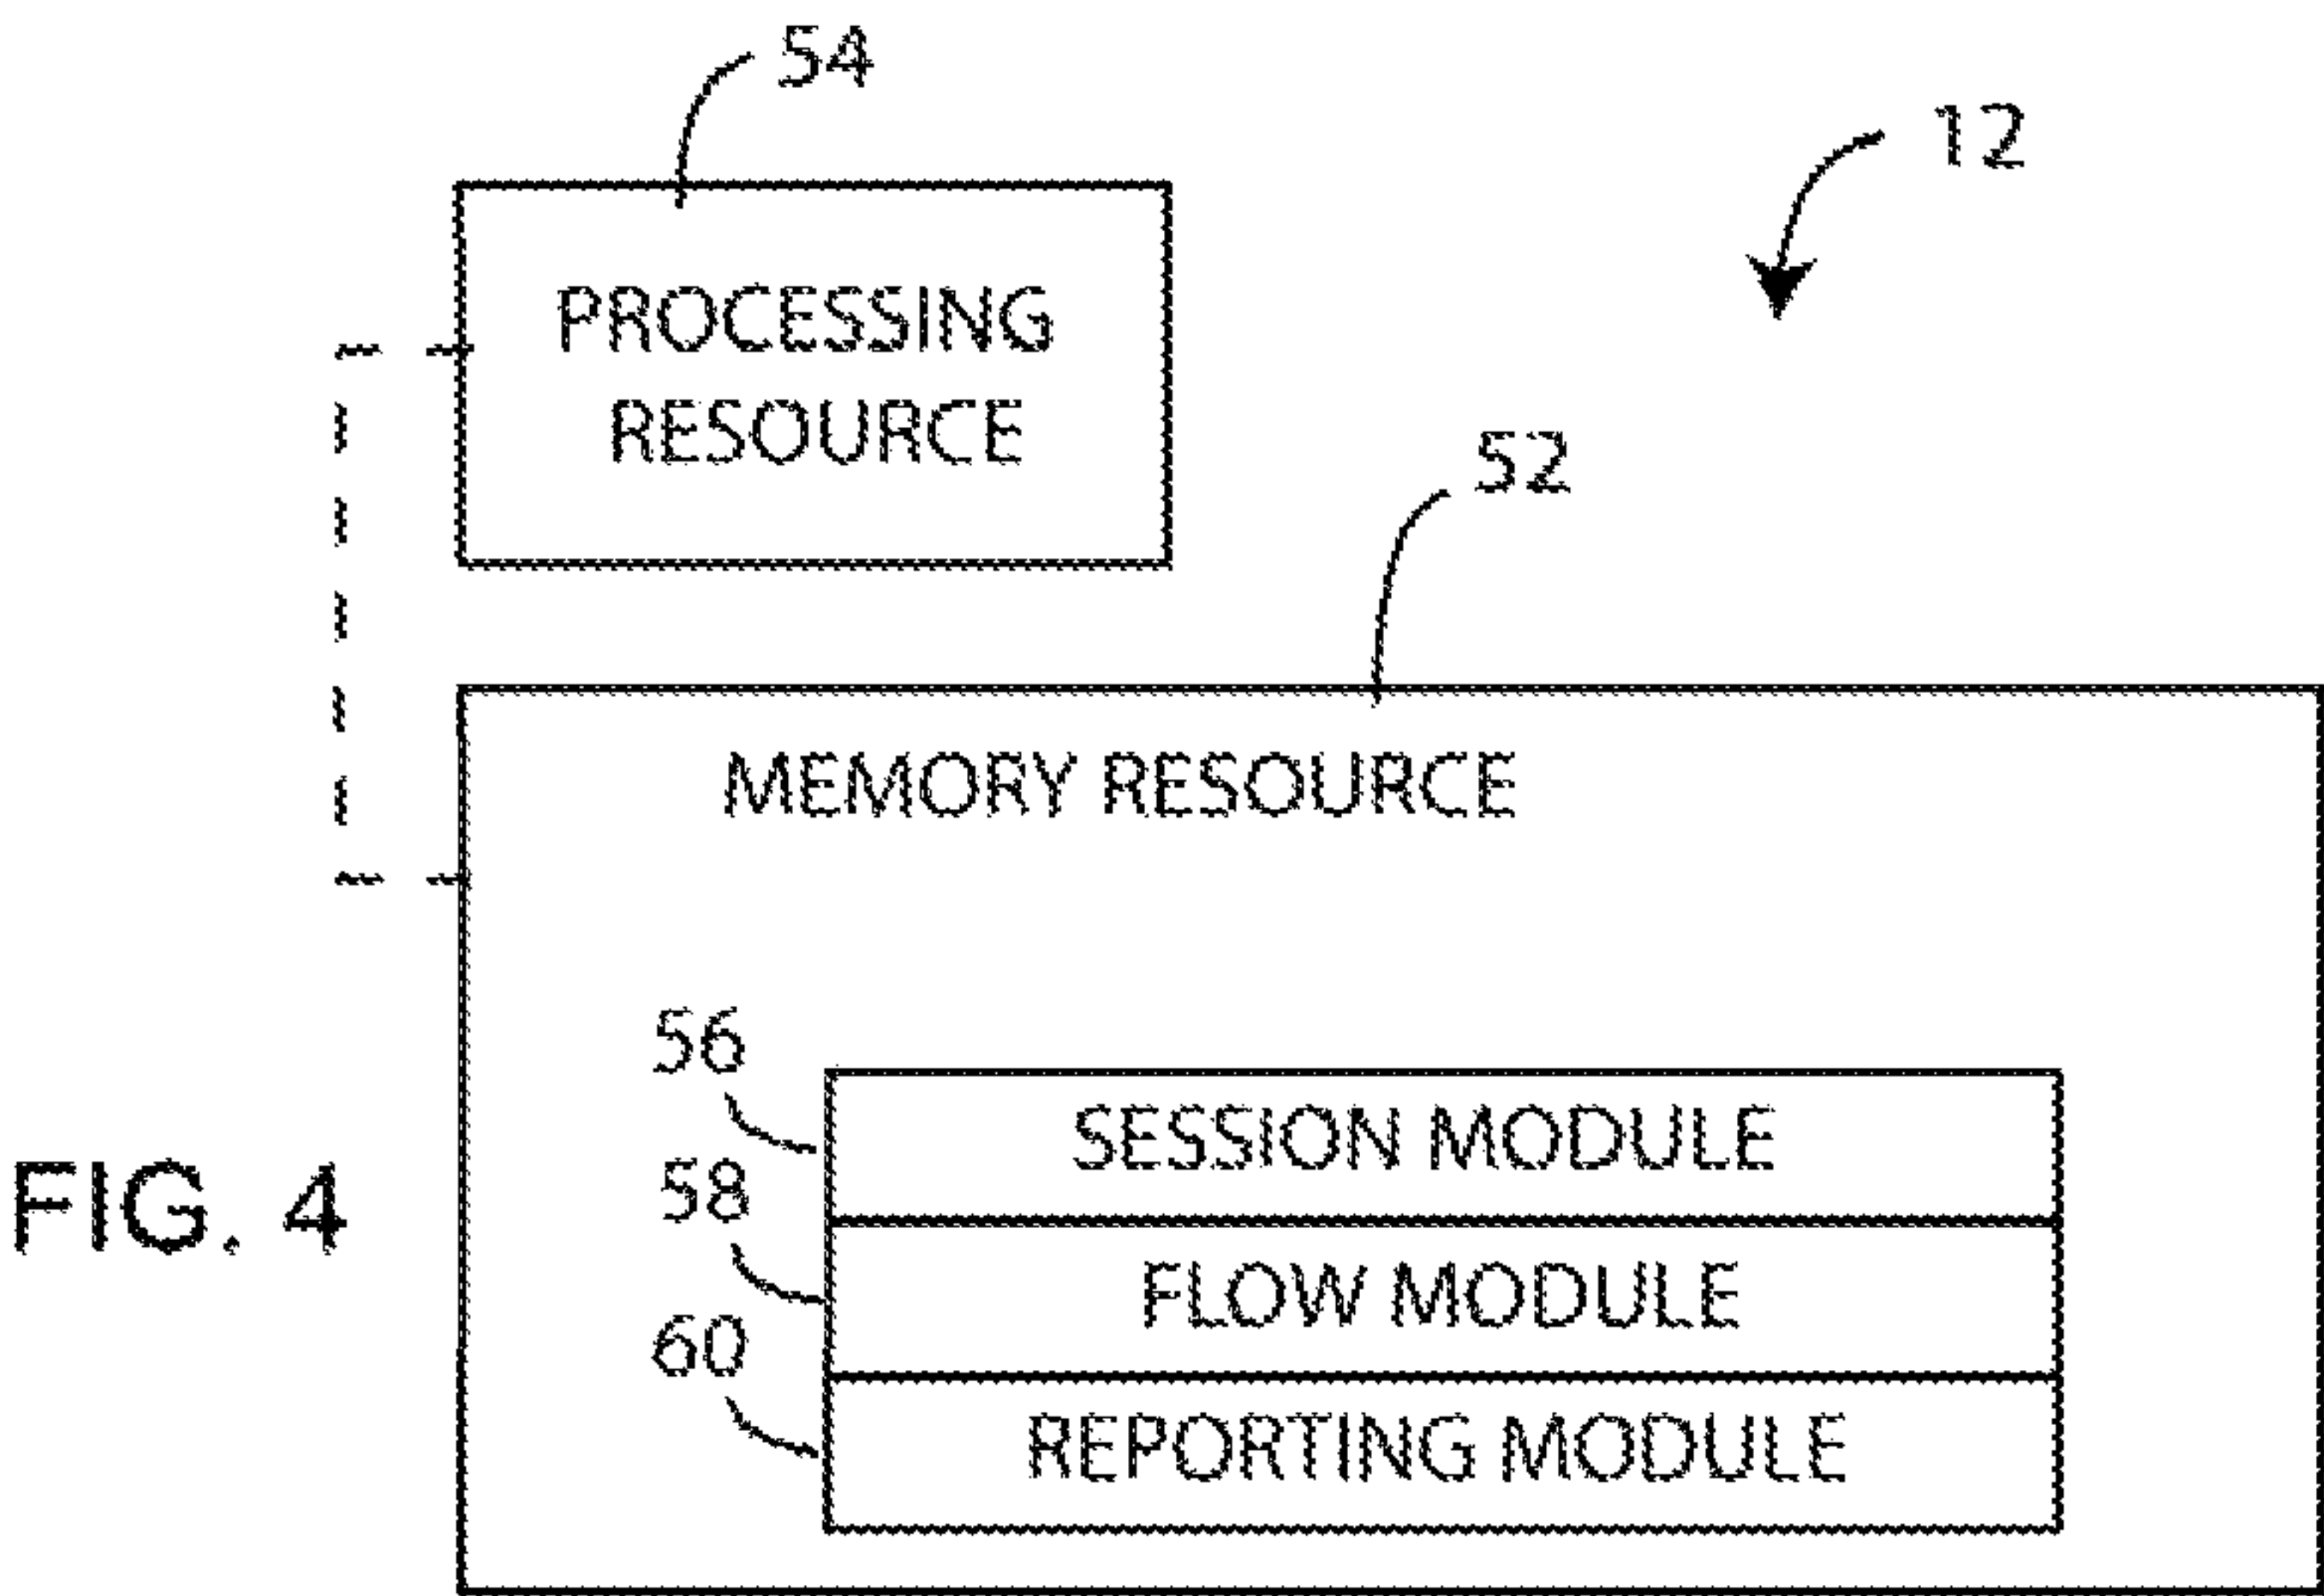 54
12
PROCESSING
RESOURCE
52
MEMORY RESOURCE
56
SESSION MODULE
58
FLOW MODULE
60
REPORTING MODULE
FIG. 4